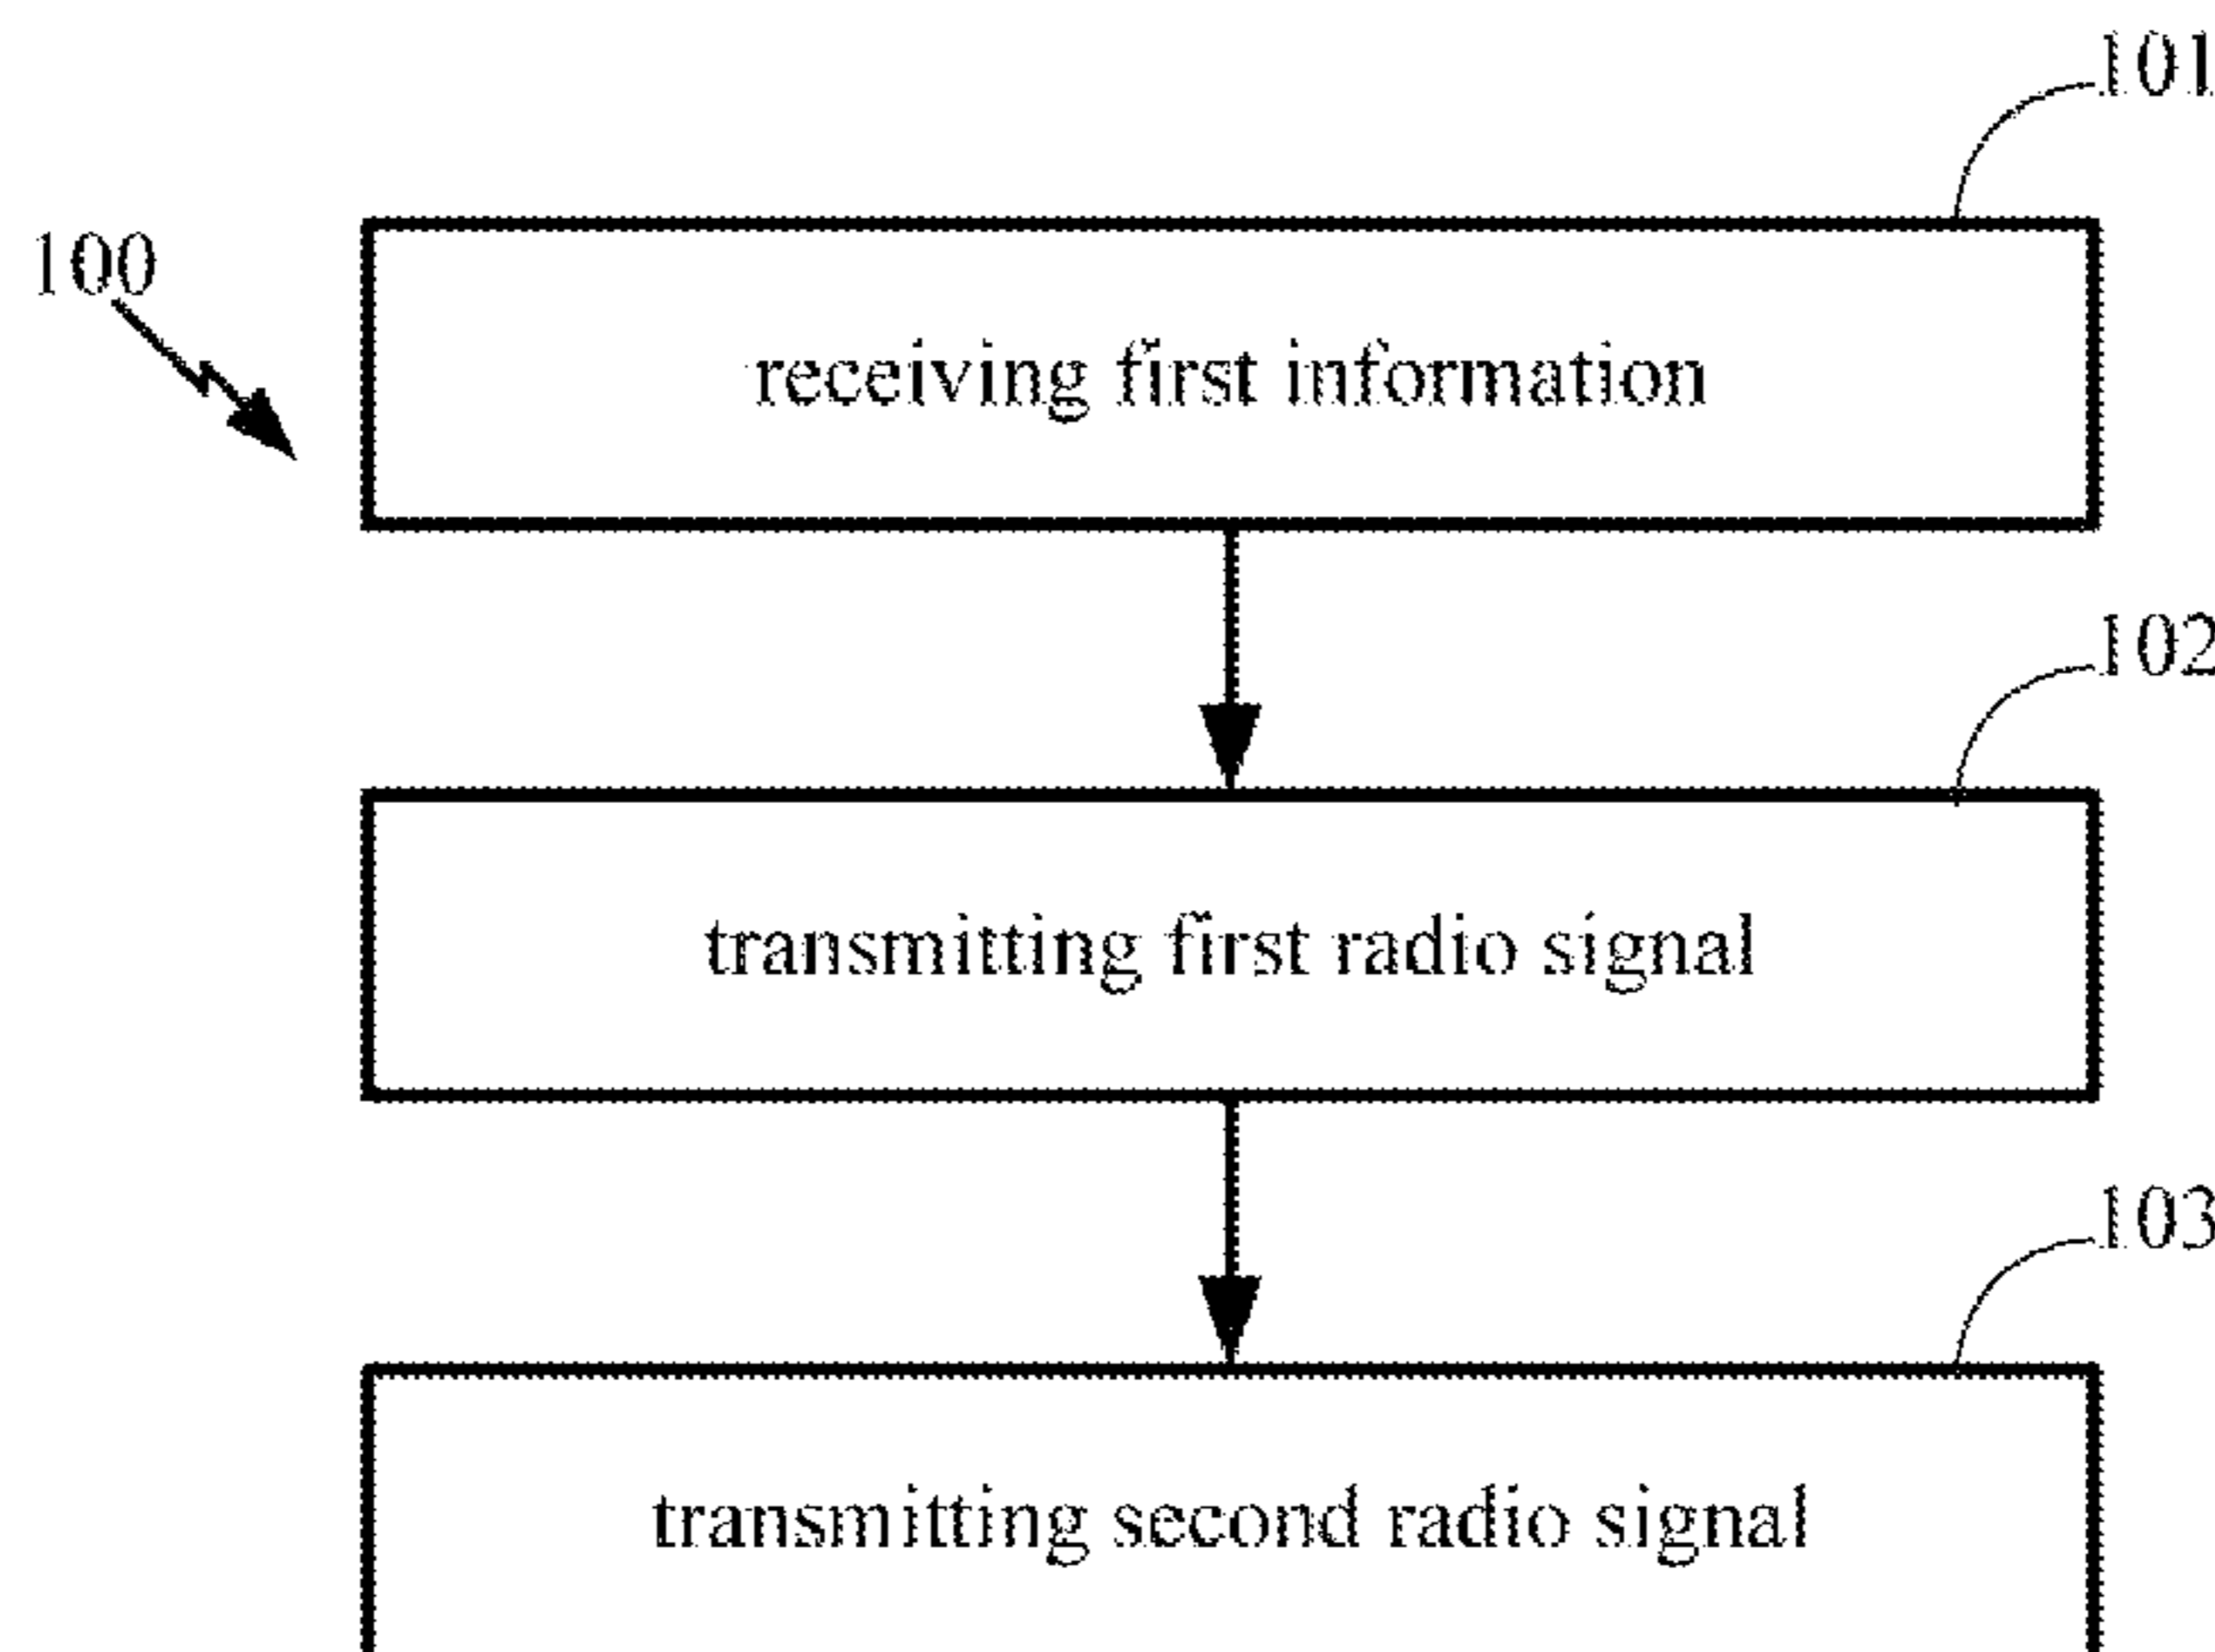 101
100
receiving first information
102
transmitting first radio signal
103
transmitting second radio signal